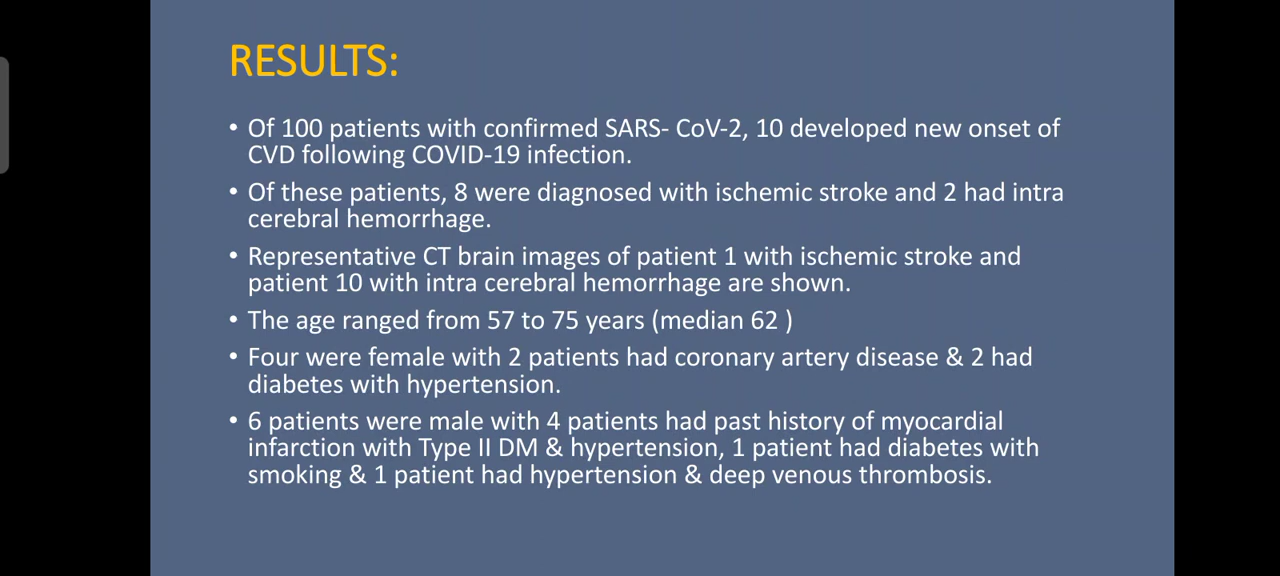 RESULTS:
• Of 100 patients with confirmed SARS- CoV-2, 10 developed new onset of
CVD following COVID-19 infection.
• Of these patients, 8 were diagnosed with ischemic stroke and 2 had intra
cerebral hemorrhage.
• Representative CT brain images of patient 1 with ischemic stroke and
patient 10 with intra cerebral hemorrhage are shown.
• The age ranged from 57 to 75 years (median 62 )
• Four were female with 2 patients had coronary artery disease & 2 had
diabetes with hypertension.
• 6 patients were male with 4 patients had past history of myocardial
infarction with Type II DM & hypertension, 1 patient had diabetes with
smoking & 1 patient had hypertension & deep venous thrombosis.